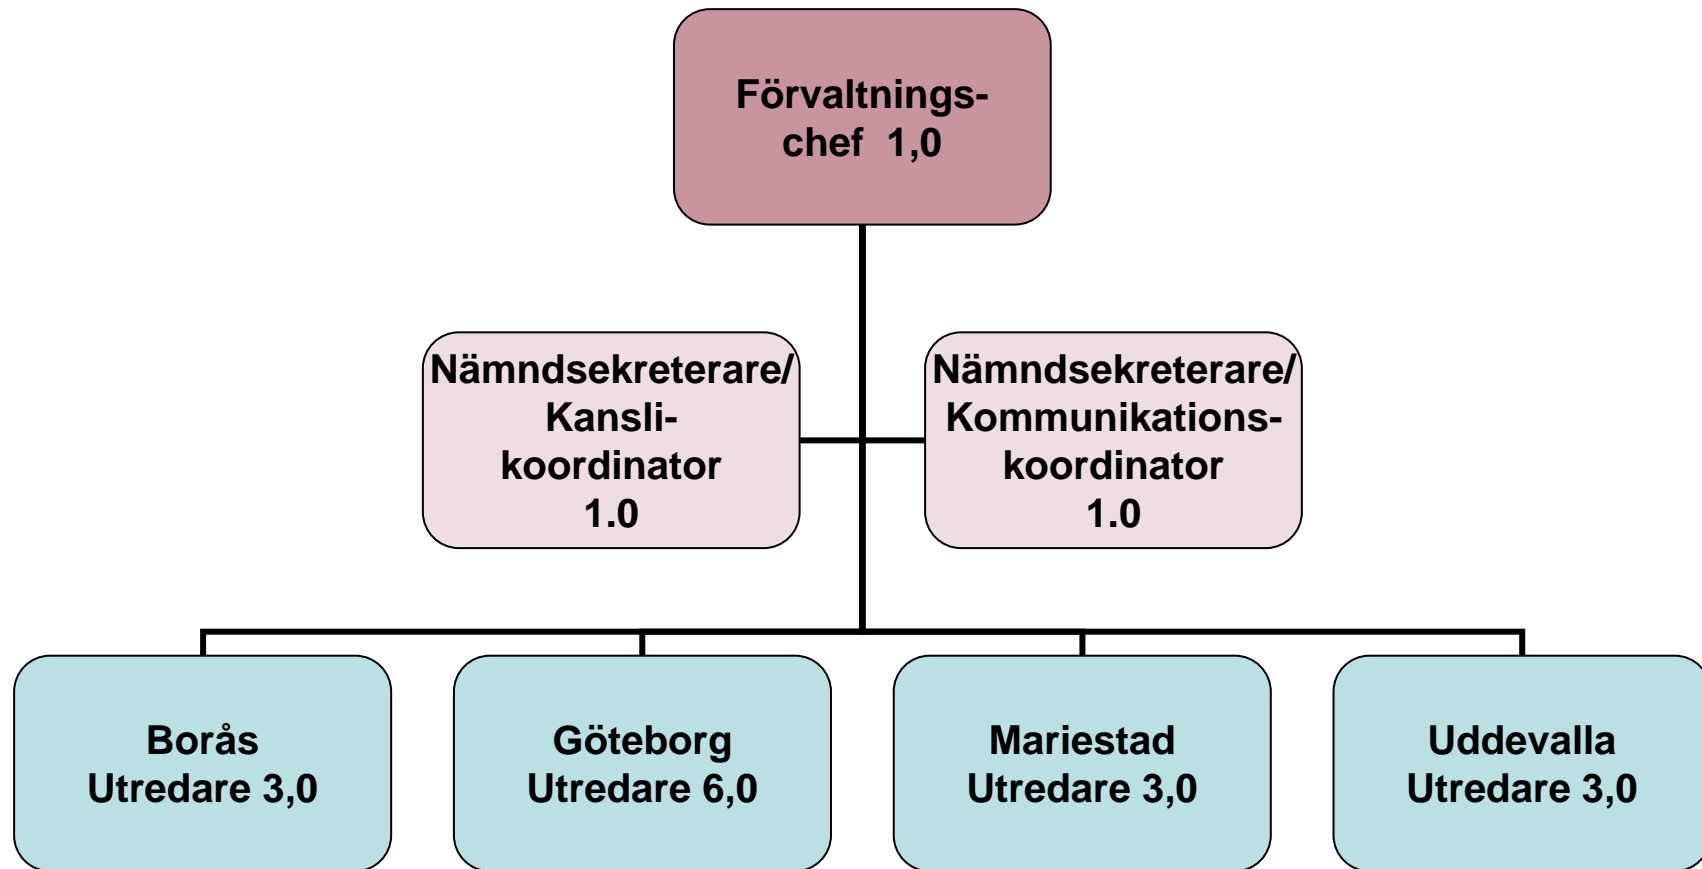 Förvaltnings-
chef  1,0
Nämndsekreterare/
Kansli-
koordinator
1.0
Nämndsekreterare/
Kommunikations-
koordinator
1.0
Borås
Utredare 3,0
Göteborg
Utredare 6,0
Mariestad
Utredare 3,0
Uddevalla
Utredare 3,0